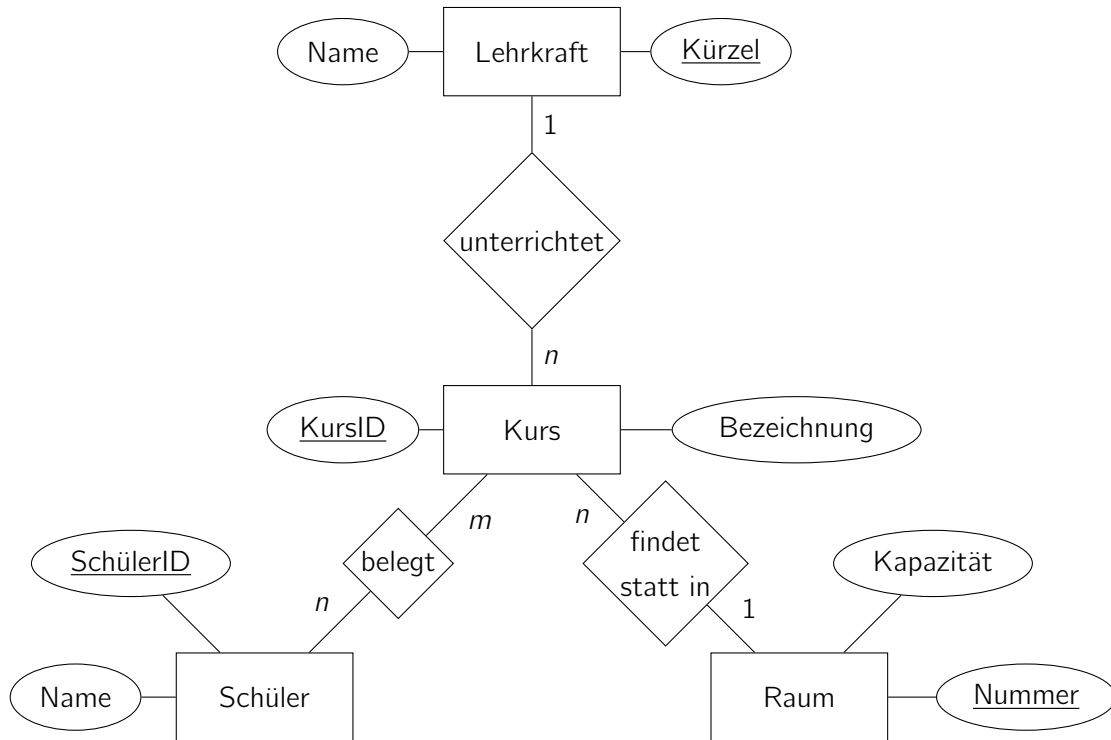 Name
Lehrkraft
Kürzel
1
unterrichtet
n
KursID
Kurs
Bezeichnung
m
n
belegt
findet
statt in
SchülerID
Kapazität
n
1
Name
Schüler
Raum
Nummer